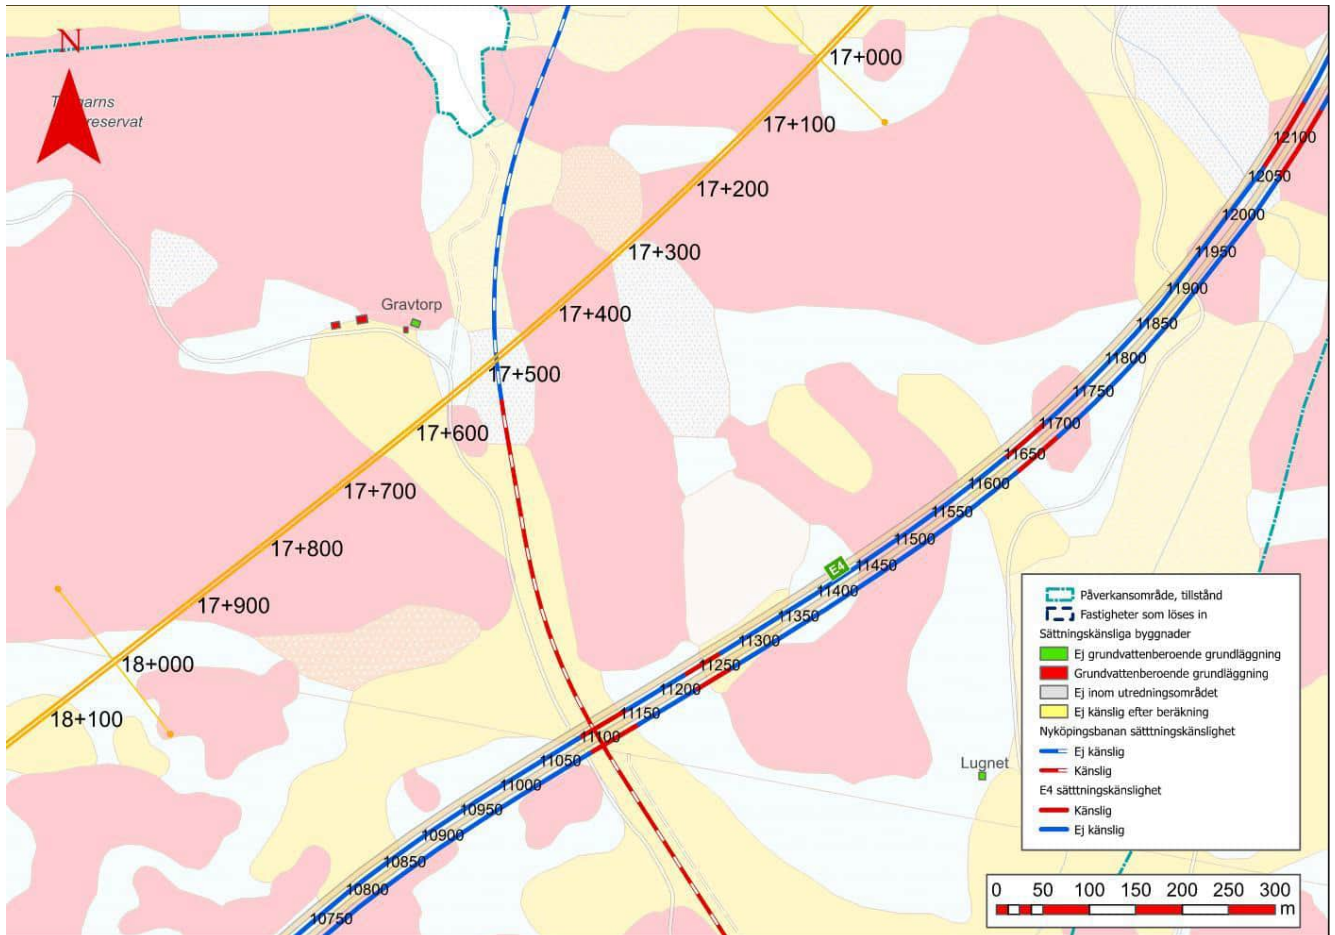 N
17+000
17+100
12100
reservat
12050
17+200
12000
11950
17+300
11900
Gravtorp
17+400
11850
11800
17+500
11750
11700
17+600
11650
11600
17+700
11550
11500
17+800
E4
11450
11400
17+900
11350
11300
18+000
11250
11200
18+100
11150
11100
11050
11000
10950
10900
10850
10800
10750
Lugnet
Påverkansområde, tillstånd
Fastigheter som löses in
Sättningskänsliga byggnader
Ej grundvattenberoende grundläggning
Grundvattenberoende grundläggning
Ej inom utredningsområdet
Ej känslig efter beräkning
Nyköpingsbanan sätttningskänslighet
Ej känslig
Känslig
E4 sätttningskänslighet
Känslig
Ej känslig
0 50 100 150 200 250 300
m